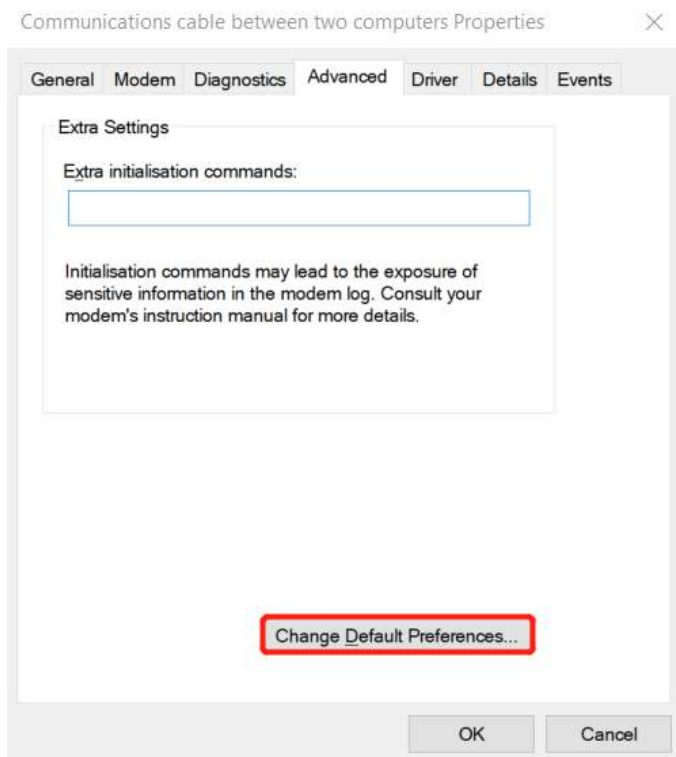 Communications cable between two computers Properties
General Modem Diagnostics Advanced Driver Details Events
Extra Settings
Extra initialisation commands:
Initialisation commands may lead to the exposure of
sensitive information in the modem log. Consult your
modem's instruction manual for more details.
Change Default Preferences...
OK Cancel